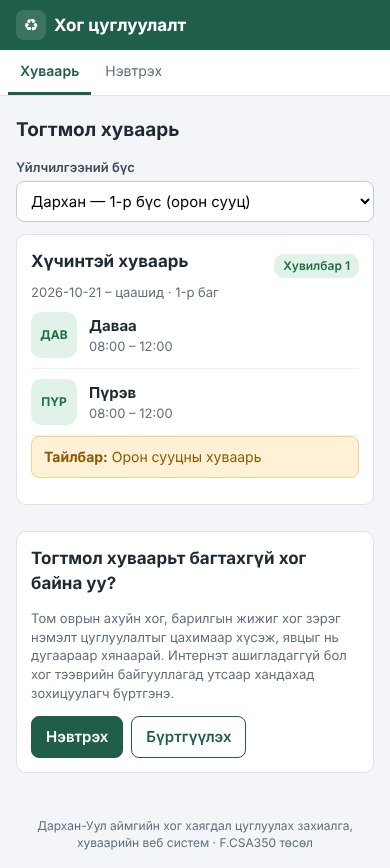 Хог цуглуулалт
Хуваарь Нэвтрэх
Тогтмол хуваарь
Үйлчилгээний бүс
Дархан — 1-р бүс (орон сууц)
Хүчинтэй хуваарь Хувилбар 1
2026-10-21 – цаашид · 1-р баг
ДАВ Даваа
08:00 – 12:00
ПҮР Пүрэв
08:00 – 12:00
Тайлбар: Орон сууцны хуваарь
Тогтмол хуваарьт багтахгүй хог
байна уу?
Том оврын ахуйн хог, барилгын жижиг хог зэрэг
нэмэлт цуглуулалтыг цахимаар хүсэж, явцыг нь
дугаараар хянаарай. Интернэт ашигладаггүй бол
хог тээврийн байгууллагад утсаар хандахад
зохицуулагч бүртгэнэ.
Нэвтрэх Бүртгүүлэх
Дархан-Уул аймгийн хог хаягдал цуглуулах захиалга,
хуваарийн веб систем · F.CSA350 төсөл